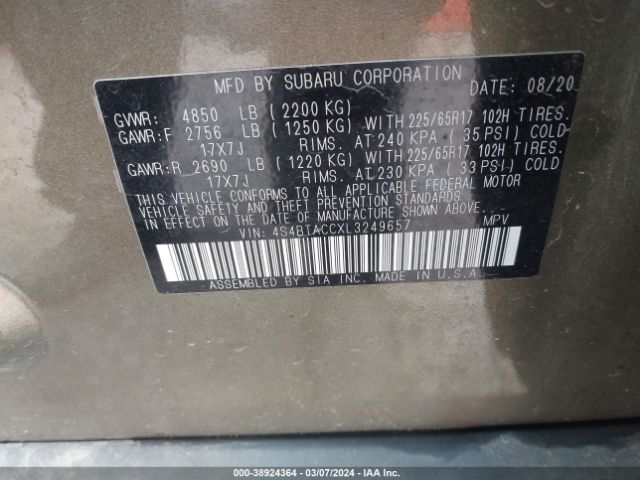 MFD BY SUBARU CORPORATION DATE: 08/20
GVWR: 4850 LB ( 2200 KG)
GAWR:F 2756 LB ( 1250 KG) WITH 225/65R17 102H TIRES.
17X7J RIMS. AT 240 KPA ( 35 PSI) COLD
GAWR:R 2690 LB ( 1220 KG) WITH 225/65R17 102H TIRES.
17X7J RIMS. AT 230 KPA ( 33 PSI) COLD
THIS VEHICLE CONFORMS TO ALL APPLICABLE FEDERAL MOTOR
VEHICLE SAFETY AND THEFT PREVENTION STANDARDS
IN EFFECT ON THE DATE OF MANUFACTURE SHOWN ABOVE.
VIN: 4S4BTACCXL3249657 MPV
ASSEMBLED BY SIA INC. MADE IN U.S.A
000-38924364 — 03/07/2024 — IAA Inc.